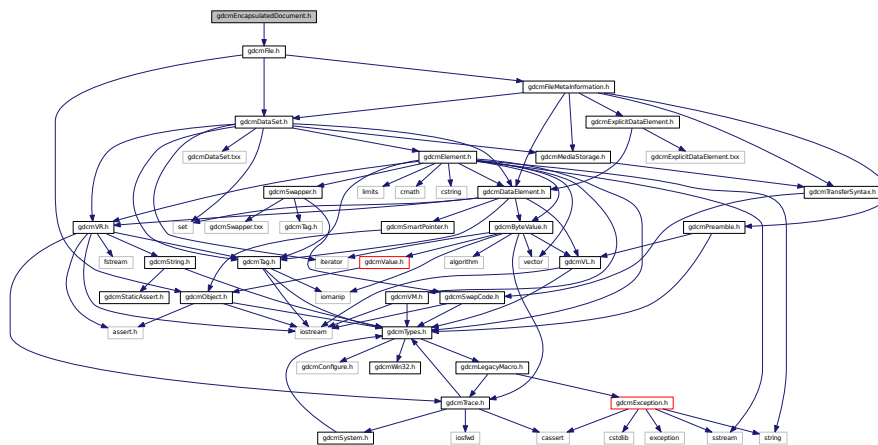 gdcmEncapsulatedDocument.h
gdcmFile.h
gdcmFileMetaInformation.h
gdcmDataSet.h
gdcmExplicitDataElement.h
gdcmDataSet.txx
gdcmElement.h
gdcmMediaStorage.h
gdcmExplicitDataElement.txx
gdcmSwapper.h
limits
cmath
cstring
gdcmDataElement.h
gdcmTransferSyntax.h
gdcmVR.h
set
gdcmSwapper.txx
gdcmTag.h
gdcmSmartPointer.h
gdcmByteValue.h
gdcmPreamble.h
fstream
gdcmString.h
gdcmTag.h
iterator
gdcmValue.h
algorithm
vector
gdcmVL.h
gdcmStaticAssert.h
gdcmObject.h
iomanip
gdcmVM.h
gdcmSwapCode.h
assert.h
iostream
gdcmTypes.h
gdcmConfigure.h
gdcmWin32.h
gdcmLegacyMacro.h
gdcmTrace.h
gdcmException.h
gdcmSystem.h
iosfwd
cassert
cstdlib
exception
sstream
string